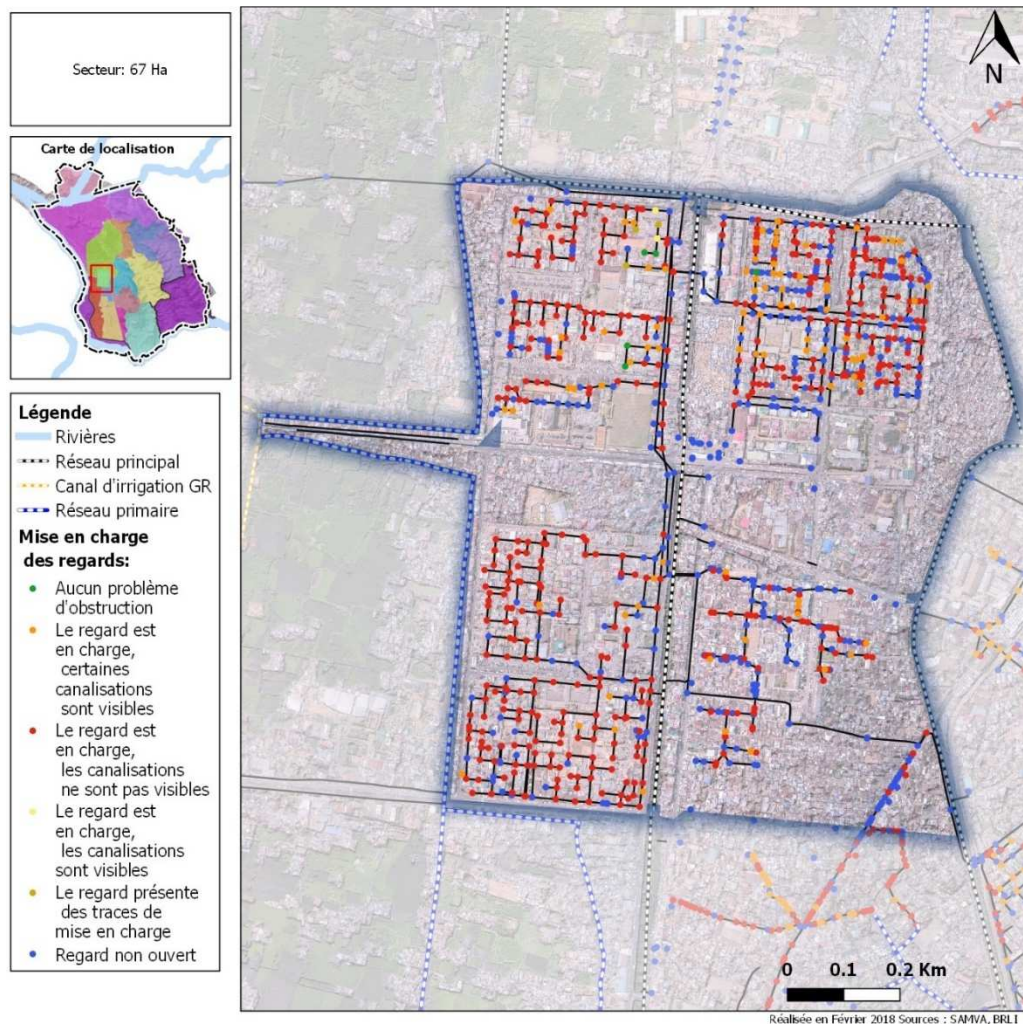 Secteur: 67 Ha
Carte de localisation
Légende
Rivières
Réseau principal
Canal d'irrigation GR
Réseau primaire
Mise en charge
des regards:
Aucun problème
d'obstruction
Le regard est
en charge,
certaines
canalisations
sont visibles
Le regard est
en charge,
les canalisations
ne sont pas visibles
Le regard est
en charge,
les canalisations
sont visibles
Le regard présente
des traces de
mise en charge
Regard non ouvert
N
0 0.1 0.2 Km
Réalisée en Février 2018 Sources : SAMVA, BRLI